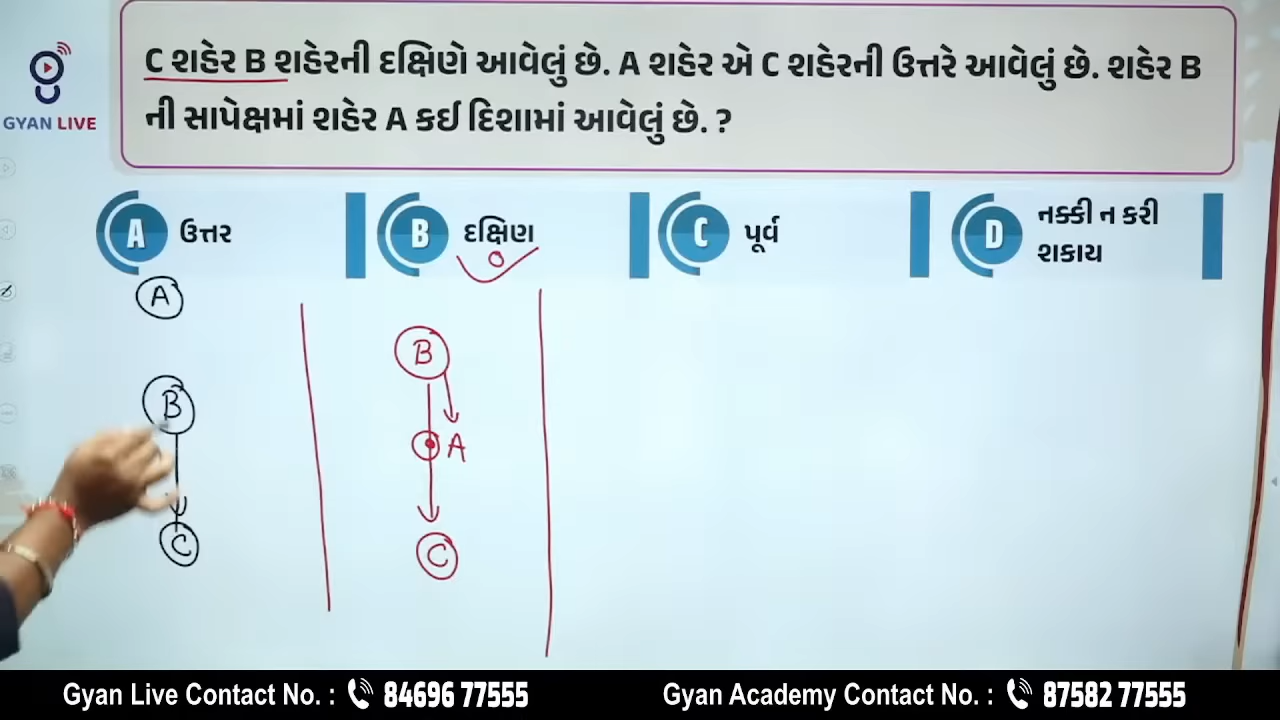 C શહેર B શહેરની દક્ષિણે આવેલું છે. A શહેર એ C શહેરની ઉત્તરે આવેલું છે. શહેર B
ની સાપેક્ષમાં શહેર A કઈ દિશામાં આવેલું છે. ?
GYAN LIVE
A ઉત્તર
B દક્ષિણ
C પૂર્વ
D નક્કી ન કરી
શકાય
A
B
C
B
A
C
Gyan Live Contact No. : 84696 77555
Gyan Academy Contact No. : 87582 77555